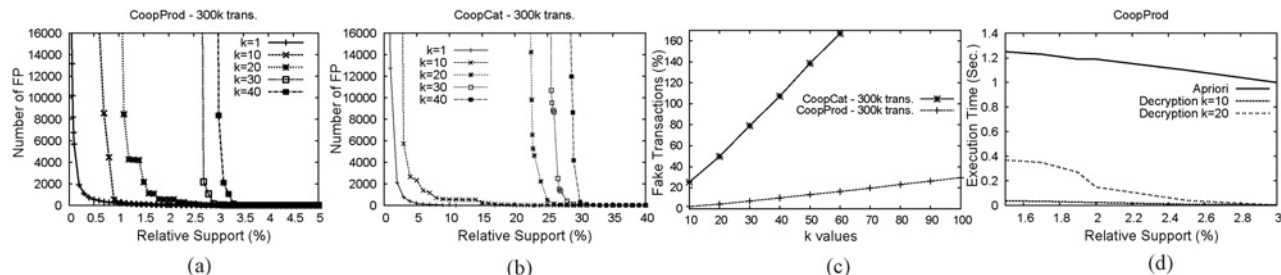 CoopProd - 300k trans.
16000
14000
12000
10000
8000
6000
4000
2000
0
Number of FP
k=1
k=10
k=20
k=30
k=40
0 0.5 1 1.5 2 2.5 3 3.5 4 4.5 5
Relative Support (%)
(a)
CoopCat - 300k trans.
16000
14000
12000
10000
8000
6000
4000
2000
0
Number of FP
k=1
k=10
k=20
k=30
k=40
0 5 10 15 20 25 30 35 40
Relative Support (%)
(b)
160
140
120
100
80
60
40
20
0
Fake Transactions (%)
CoopCat - 300k trans.
CoopProd - 300k trans.
10 20 30 40 50 60 70 80 90 100
k values
(c)
CoopProd
1.4
1.2
1
0.8
0.6
0.4
0.2
0
Execution Time (Sec.)
Apriori
Decryption k=10
Decryption k=20
1.6 1.8 2 2.2 2.4 2.6 2.8 3
Relative Support (%)
(d)